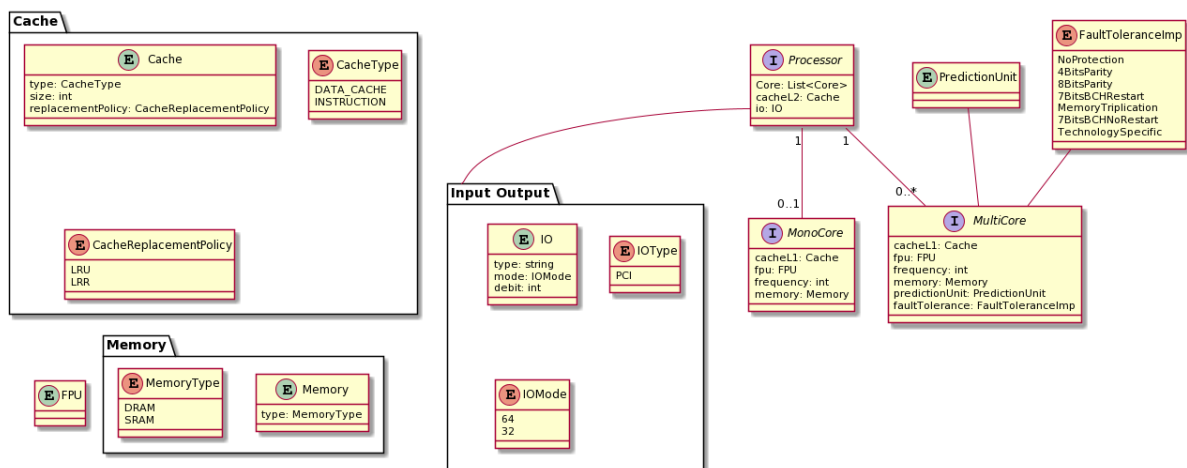 Cache
E Cache
type: CacheType
size: int
replacementPolicy: CacheReplacementPolicy
E CacheType
DATA_CACHE
INSTRUCTION
E CacheReplacementPolicy
LRU
LRR
E FPU
Memory
E MemoryType
DRAM
SRAM
E Memory
type: MemoryType
Input Output
E IO
type: string
mode: IOMode
debit: int
E IOType
PCI
E IOMode
64
32
I Processor
Core: List<Core>
cacheL2: Cache
io: IO
1
1
0..1
0..*
I MonoCore
cacheL1: Cache
fpu: FPU
frequency: int
memory: Memory
E PredictionUnit
E FaultToleranceImp
NoProtection
4BitsParity
8BitsParity
7BitsBCHRestart
MemoryTriplication
7BitsBCHNoRestart
TechnologySpecific
I MultiCore
cacheL1: Cache
fpu: FPU
frequency: int
memory: Memory
predictionUnit: PredictionUnit
faultTolerance: FaultToleranceImp